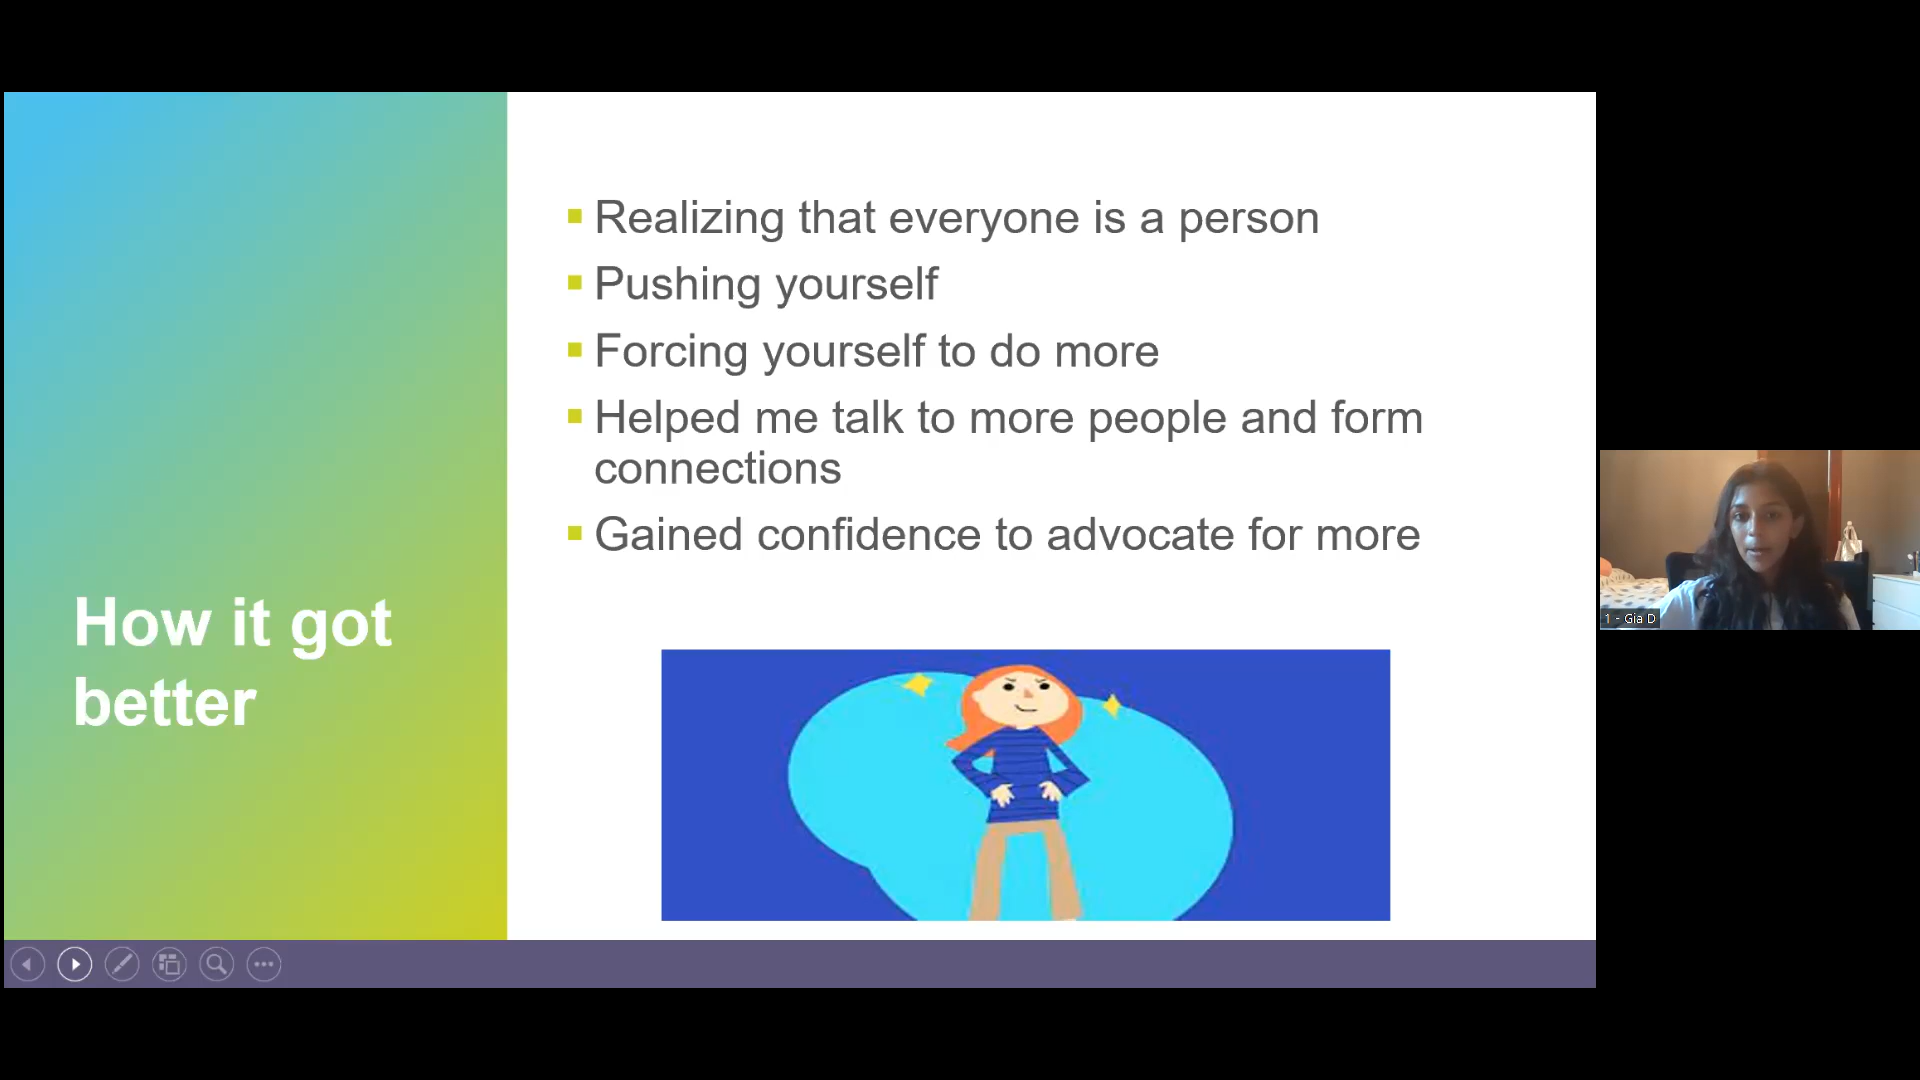 How it got
better
Realizing that everyone is a person
Pushing yourself
Forcing yourself to do more
Helped me talk to more people and form
connections
Gained confidence to advocate for more
1 - Gia D